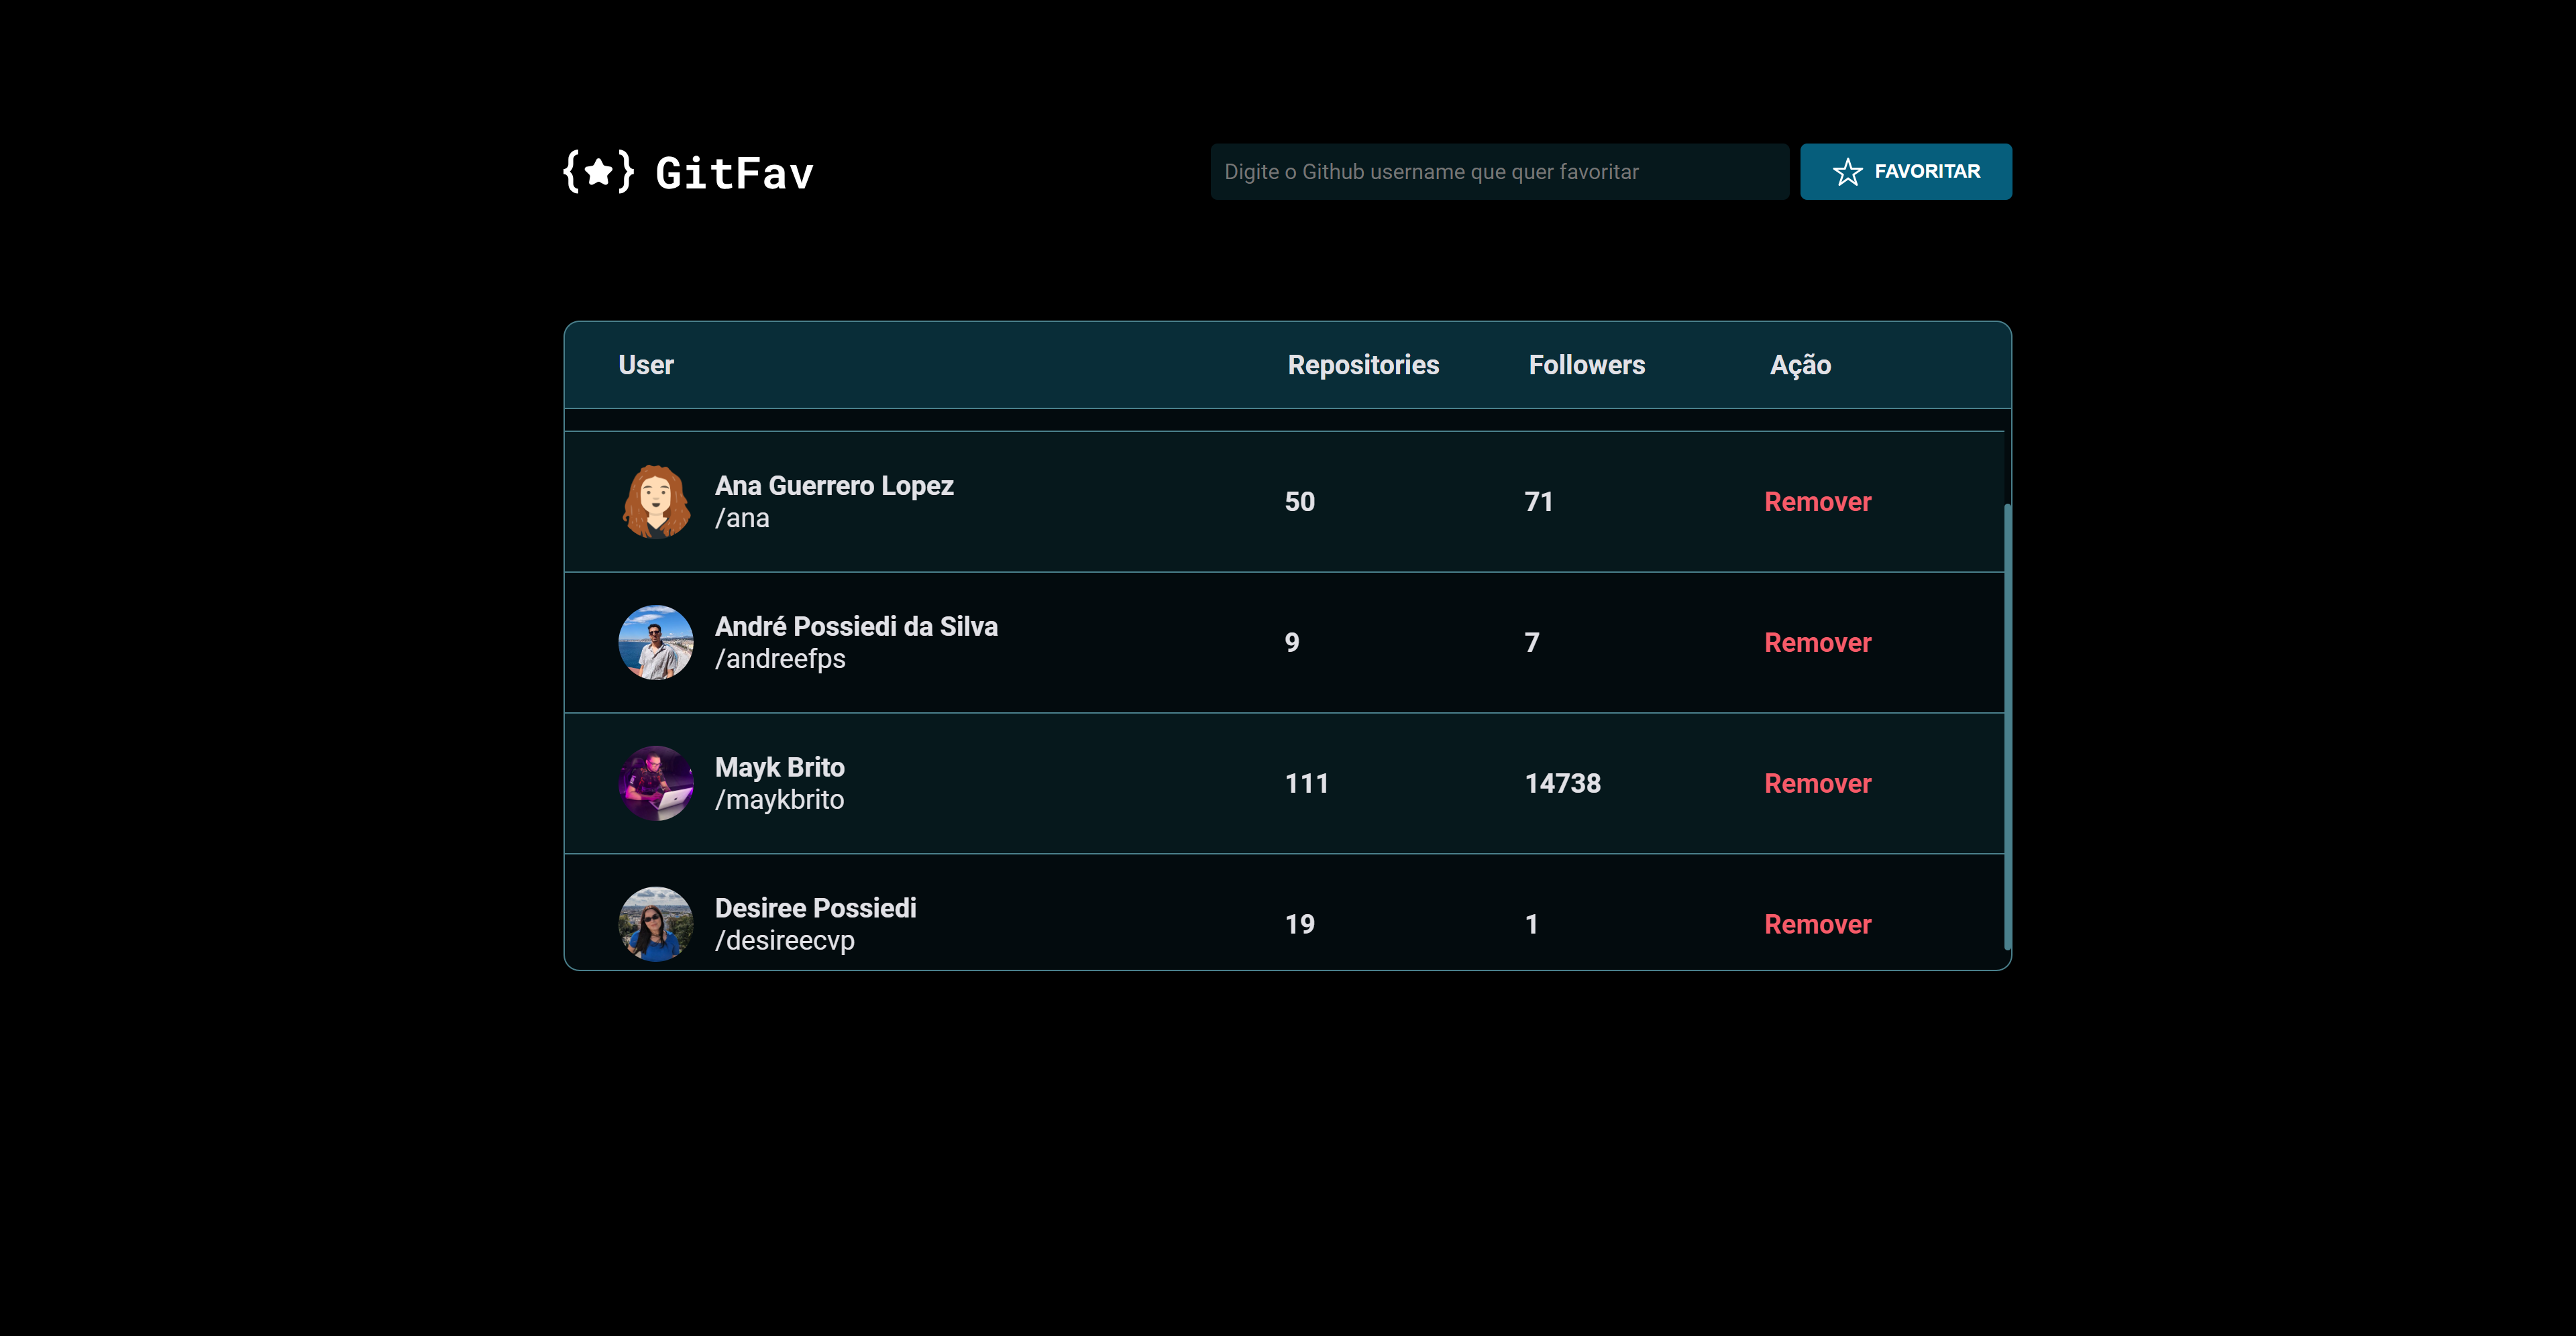 {★} GitFav
Digite o Github username que quer favoritar
FAVORITAR
User Repositories Followers Ação
Ana Guerrero Lopez
/ana
50 71 Remover
André Possiedi da Silva
/andreefps
9 7 Remover
Mayk Brito
/maykbrito
111 14738 Remover
Desiree Possiedi
/desireecvp
19 1 Remover